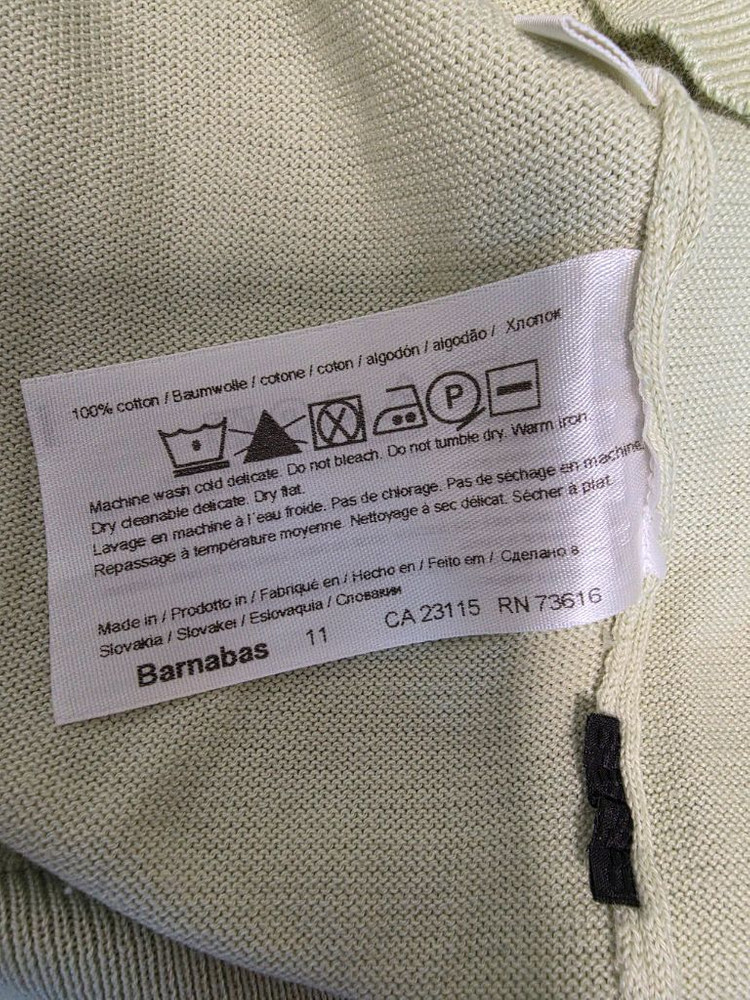 100% cotton / Baumwolle / cotone / coton / algodón / algodão / Хлопок
P
Machine wash cold delicate. Do not bleach. Do not tumble dry. Warm iron.
Dry cleanable delicate. Dry flat.
Lavage en machine à l'eau froide. Pas de chlorage. Pas de séchage en machine.
Repassage à température moyenne. Nettoyage à sec délicat. Sécher à plat.
Made in / Prodotto in / Fabriqué en / Hecho en / Feito em / Сделано в
Slovakia / Slovakei / Eslovaquia / Словакии
Barnabas 11 CA 23115 RN 73616